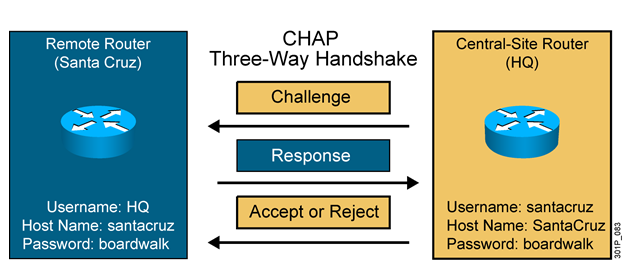 Remote Router
(Santa Cruz)
Username: HQ
Host Name: santacruz
Password: boardwalk
CHAP
Three-Way Handshake
Challenge
Response
Accept or Reject
Central-Site Router
(HQ)
Username: santacruz
Host Name: SantaCruz
Password: boardwalk
301P_083